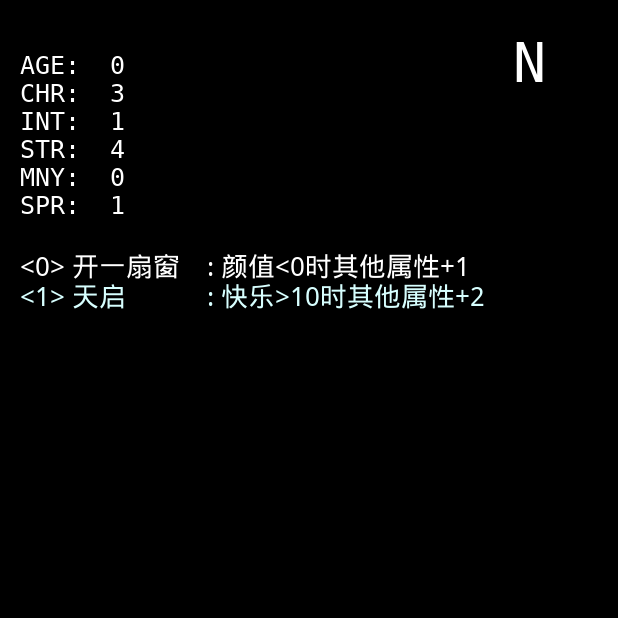 N
AGE: 0
CHR: 3
INT: 1
STR: 4
MNY: 0
SPR: 1
<0> 开一扇窗 : 颜值<0时其他属性+1
<1> 天启 : 快乐>10时其他属性+2